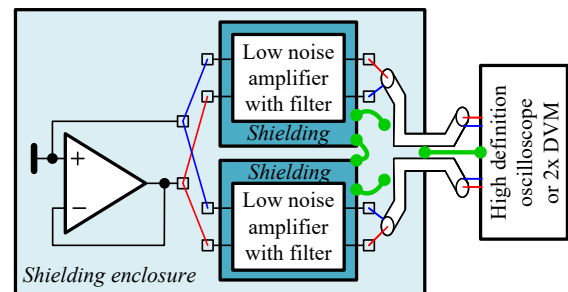 Low noise
amplifier
with filter
Shielding
Shielding
Low noise
amplifier
with filter
+
−
Shielding enclosure
High definition
oscilloscope
or 2x DVM